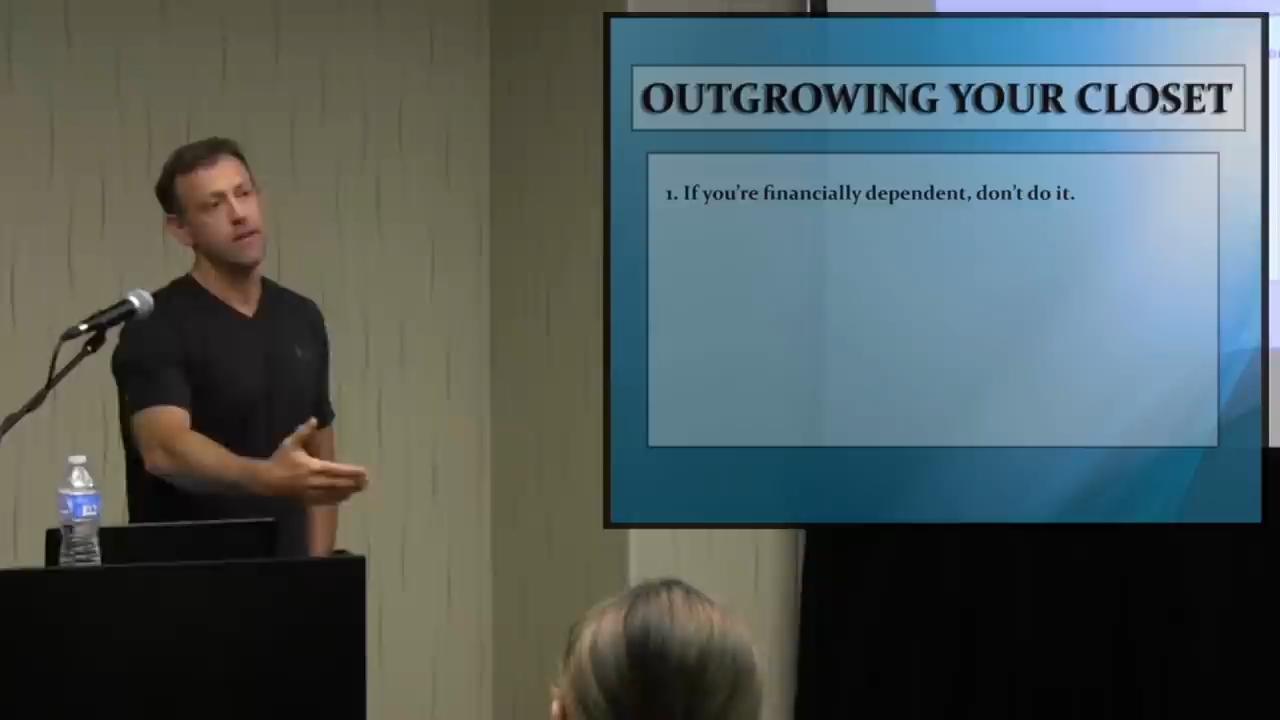 OUTGROWING YOUR CLOSET
1. If you're financially dependent, don't do it.